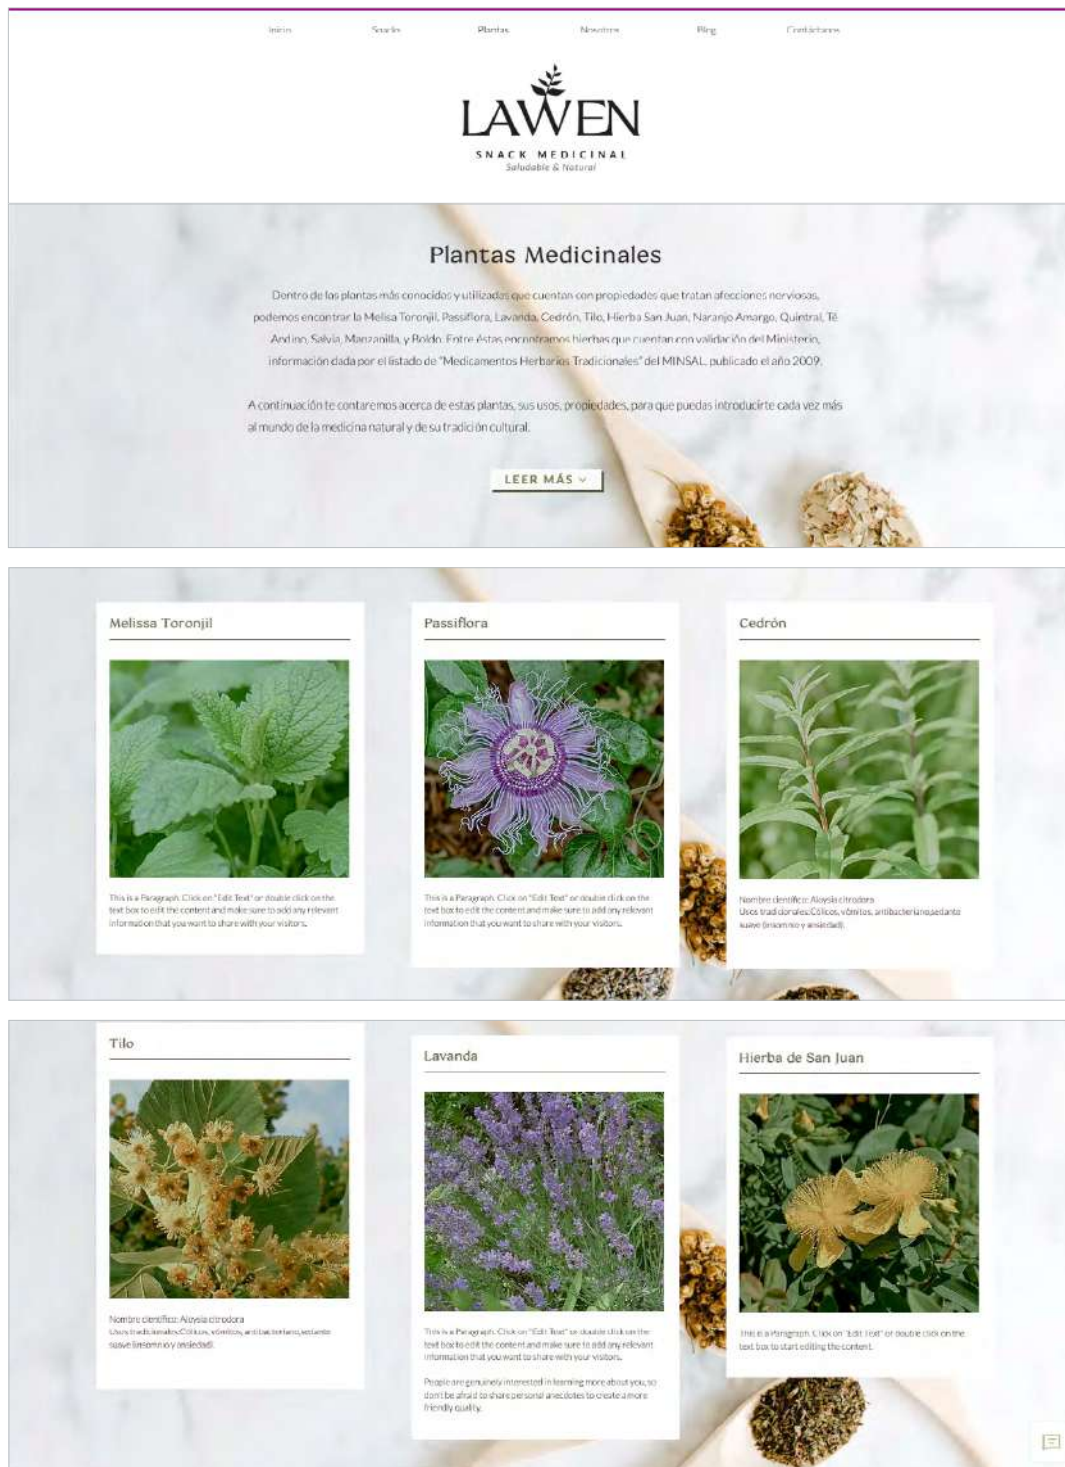 Inicio Snacks Plantas Nosotros Blog Contáctanos
LAWEN
SNACK MEDICINAL
Saludable & Natural
Plantas Medicinales
Dentro de las plantas más conocidas y utilizadas que cuentan con propiedades que tratan afecciones nerviosas,
podemos encontrar la Melisa Toronjil, Passiflora, Lavanda, Cedrón, Tilo, Hierba San Juan, Naranjo Amargo, Quintral, Té
Andino, Salvia, Manzanilla, y Boldo. Entre éstas encontramos hierbas que cuentan con validación del Ministerio,
información dada por el listado de "Medicamentos Herbarios Tradicionales" del MINSAL, publicado el año 2009.
A continuación te contaremos acerca de estas plantas, sus usos, propiedades, para que puedas introducirte cada vez más
al mundo de la medicina natural y de su tradición cultural.
LEER MÁS
Melissa Toronjil
This is a Paragraph. Click on "Edit Text" or double click on the
text box to edit the content and make sure to add any relevant
information that you want to share with your visitors.
Passiflora
This is a Paragraph. Click on "Edit Text" or double click on the
text box to edit the content and make sure to add any relevant
information that you want to share with your visitors.
Cedrón
Nombre científico: Aloysia citrodora
Usos tradicionales: Cólicos, vómitos, antibacteriano, sedante
suave (insomnio y ansiedad).
Tilo
Nombre científico: Aloysia citrodora
Usos tradicionales: Cólicos, vómitos, antibacteriano, sedante
suave (insomnio y ansiedad).
Lavanda
This is a Paragraph. Click on "Edit Text" or double click on the
text box to edit the content and make sure to add any relevant
information that you want to share with your visitors.
People are genuinely interested in learning more about you, so
don't be afraid to share personal anecdotes to create a more
friendly quality.
Hierba de San Juan
This is a Paragraph. Click on "Edit Text" or double click on the
text box to start editing the content.